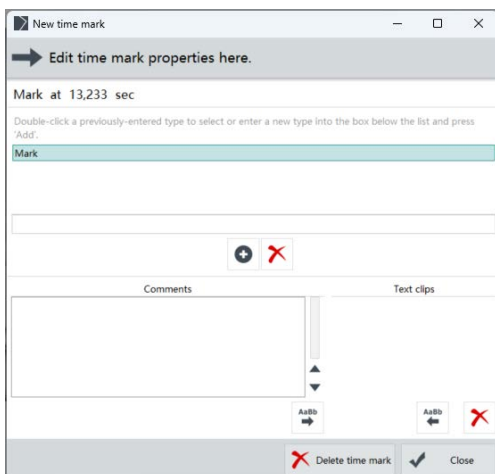 New time mark
Edit time mark properties here.
Mark at 13,233 sec
Double-click a previously-entered type to select or enter a new type into the box below the list and press
'Add'.
Mark
Comments
Text clips
AaBb
AaBb
Delete time mark
Close